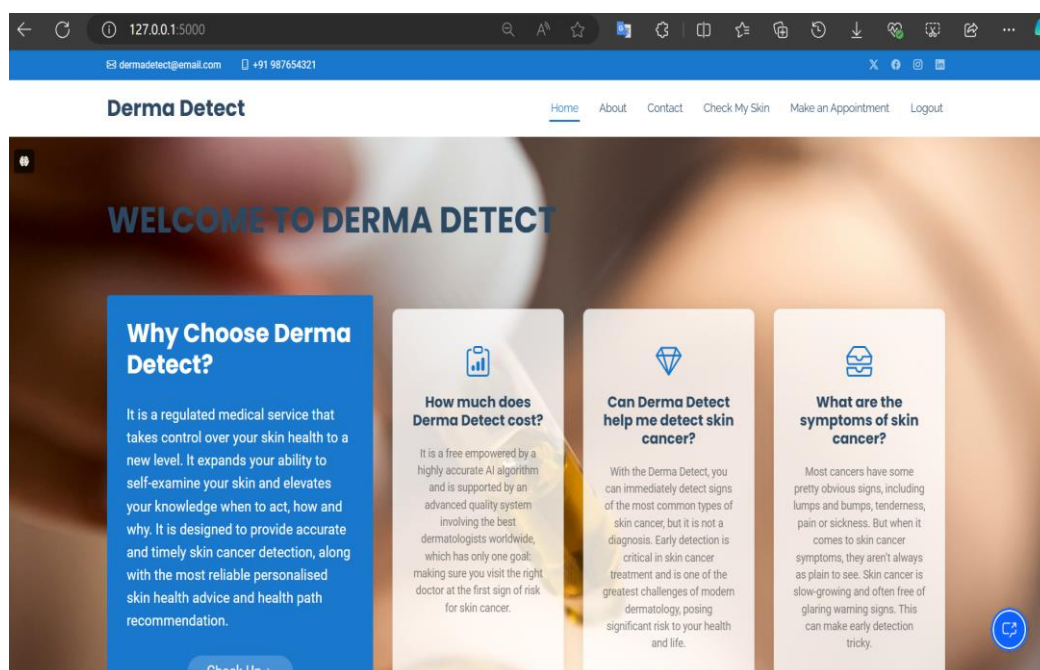 127.0.0.1:5000
dermadetect@email.com +91 987654321
Derma Detect
Home About Contact Check My Skin Make an Appointment Logout
WELCOME TO DERMA DETECT
Why Choose Derma
Detect?
It is a regulated medical service that
takes control over your skin health to a
new level. It expands your ability to
self-examine your skin and elevates
your knowledge when to act, how and
why. It is designed to provide accurate
and timely skin cancer detection, along
with the most reliable personalised
skin health advice and health path
recommendation.
Check Up
How much does
Derma Detect cost?
It is a free empowered by a
highly accurate AI algorithm
and is supported by an
advanced quality system
involving the best
dermatologists worldwide,
which has only one goal:
making sure you visit the right
doctor at the first sign of risk
for skin cancer.
Can Derma Detect
help me detect skin
cancer?
With the Derma Detect, you
can immediately detect signs
of the most common types of
skin cancer, but it is not a
diagnosis. Early detection is
critical in skin cancer
treatment and is one of the
greatest challenges of modern
dermatology, posing
significant risk to your health
and life.
What are the
symptoms of skin
cancer?
Most cancers have some
pretty obvious signs, including
lumps and bumps, tenderness,
pain or sickness. But when it
comes to skin cancer
symptoms, they aren't always
as plain to see. Skin cancer is
slow-growing and often free of
glaring warning signs. This
can make early detection
tricky.